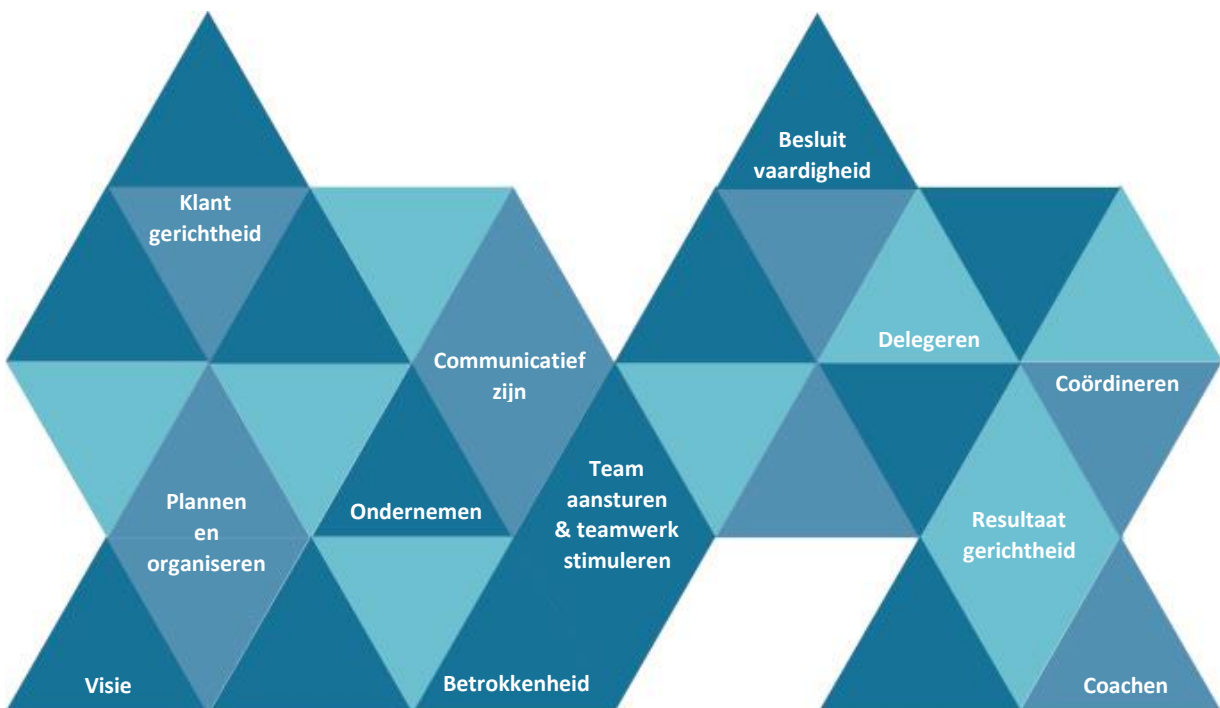 Besluit
vaardigheid
Klant
gerichtheid
Delegeren
Communicatief
zijn
Coördineren
Team
aansturen
& teamwerk
stimuleren
Plannen
en
organiseren
Ondernemen
Resultaat
gerichtheid
Visie
Betrokkenheid
Coachen